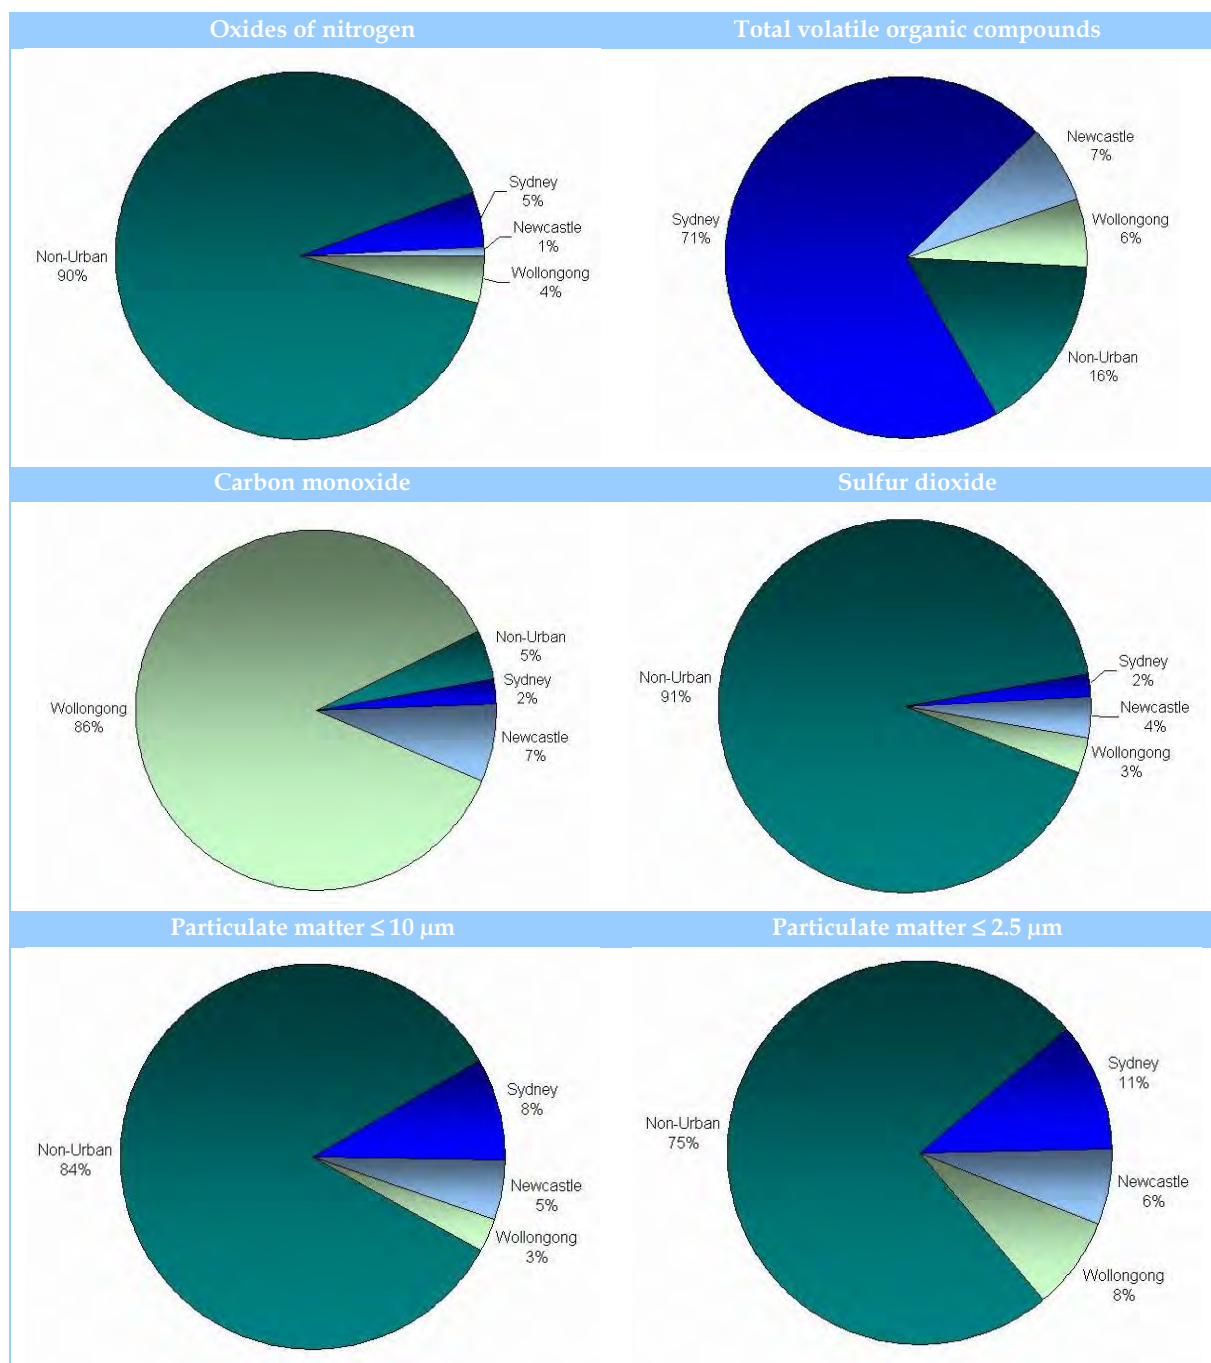 Oxides of nitrogen
Sydney
5%
Newcastle
1%
Non-Urban
90%
Wollongong
4%
Total volatile organic compounds
Newcastle
7%
Sydney
71%
Wollongong
6%
Non-Urban
16%
Carbon monoxide
Non-Urban
5%
Sydney
2%
Wollongong
86%
Newcastle
7%
Sulfur dioxide
Sydney
2%
Non-Urban
91%
Newcastle
4%
Wollongong
3%
Particulate matter ≤ 10 µm
Sydney
8%
Non-Urban
84%
Newcastle
5%
Wollongong
3%
Particulate matter ≤ 2.5 µm
Sydney
11%
Non-Urban
75%
Newcastle
6%
Wollongong
8%